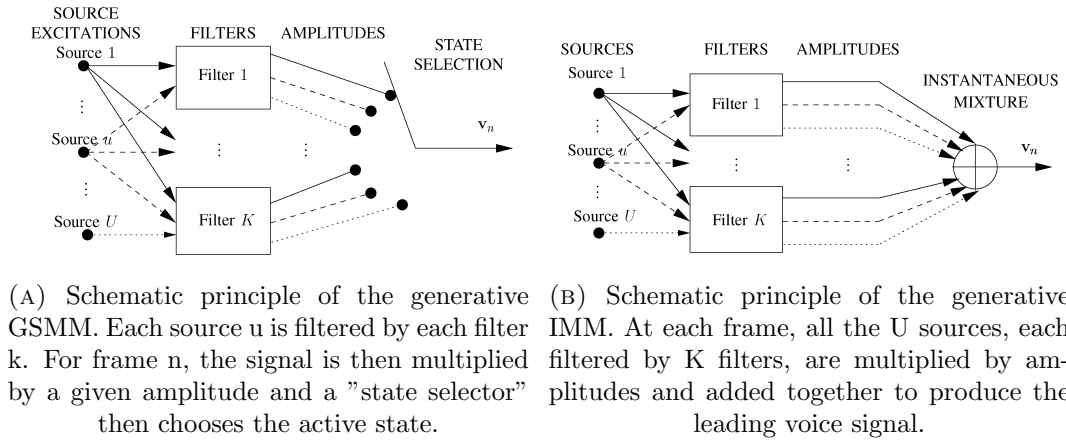 SOURCE
EXCITATIONS
FILTERS
AMPLITUDES
STATE
SELECTION
Source 1
Filter 1
⋮
Source u
⋮
⋮
v_n
⋮
Source U
Filter K
SOURCES
FILTERS
AMPLITUDES
INSTANTANEOUS
MIXTURE
Source 1
Filter 1
⋮
Source u
⋮
⋮
v_n
⋮
Source U
Filter K
(A) Schematic principle of the generative
GSMM. Each source u is filtered by each filter
k. For frame n, the signal is then multiplied
by a given amplitude and a ”state selector”
then chooses the active state.
(B) Schematic principle of the generative
IMM. At each frame, all the U sources, each
filtered by K filters, are multiplied by am-
plitudes and added together to produce the
leading voice signal.